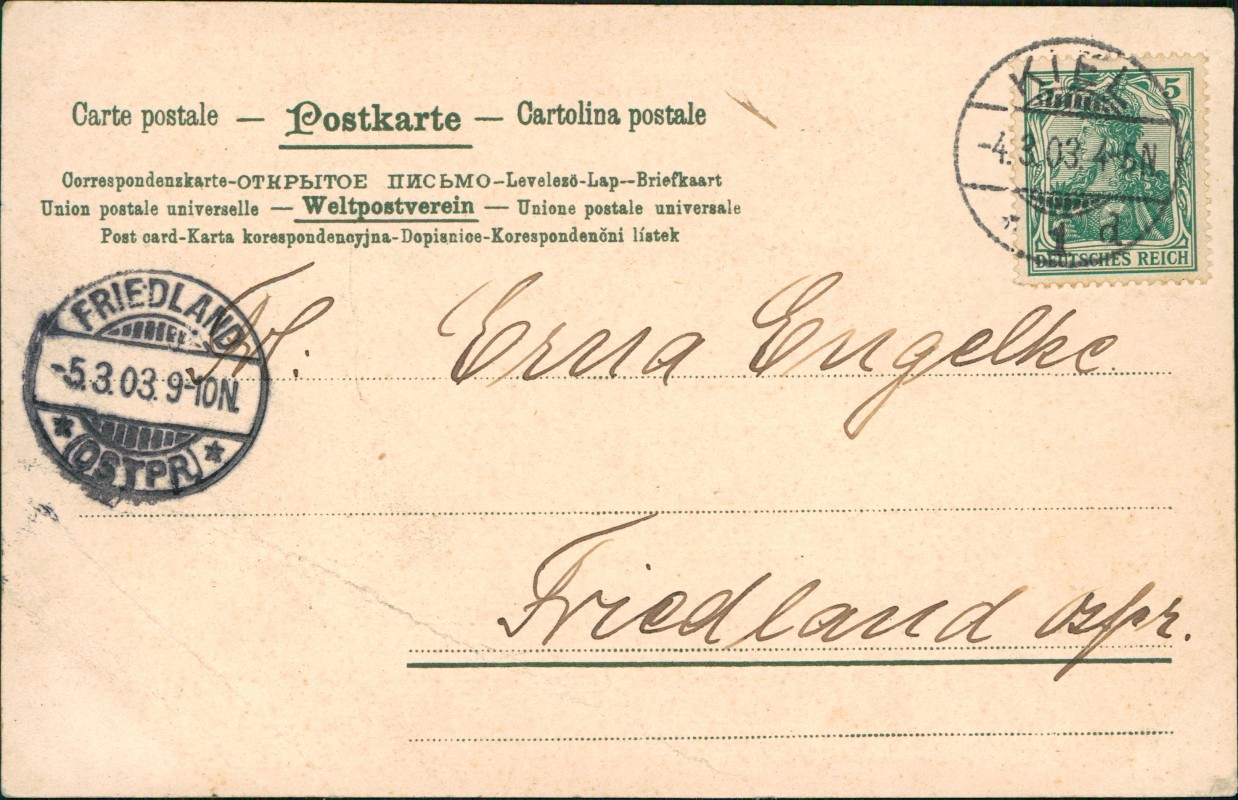 Carte postale — Postkarte — Cartolina postale
Correspondenzkarte-ОТКРЫТОЕ ПИСЬМО-Levelező-Lap--Briefkaart
Union postale universelle — Weltpostverein — Unione postale universale
Post card-Karta korespondencyjna-Dopisnice-Korespondenční lístek
KIEL
-4.3.03. 4-5N.
* 1 d
5 5
DEUTSCHES REICH
FRIEDLAND
-5.3.03. 9-10N.
* (OSTPR) *
Frl. Erna Engelke.
Friedland Ostpr.